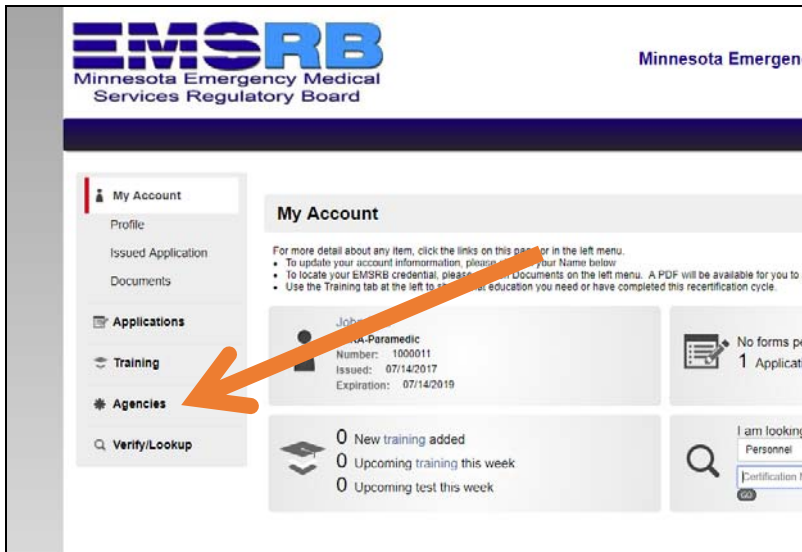 EMSRB
Minnesota Emergency Medical
Services Regulatory Board
Minnesota Emergen
My Account
Profile
Issued Application
Documents
Applications
Training
Agencies
Verify/Lookup
My Account
For more detail about any item, click the links on this page or in the left menu.
To update your account infomormation, please your Name below
To locate your EMSRB credential, please Documents on the left menu. A PDF will be available for you to
Use the Training tab at the left to education you need or have completed this recertification cycle.
-Paramedic
Number: 1000011
Issued: 07/14/2017
Expiration: 07/14/2019
No forms pe
1 Applicati
0 New training added
0 Upcoming training this week
0 Upcoming test this week
I am looking
Personnel
Certification
GO